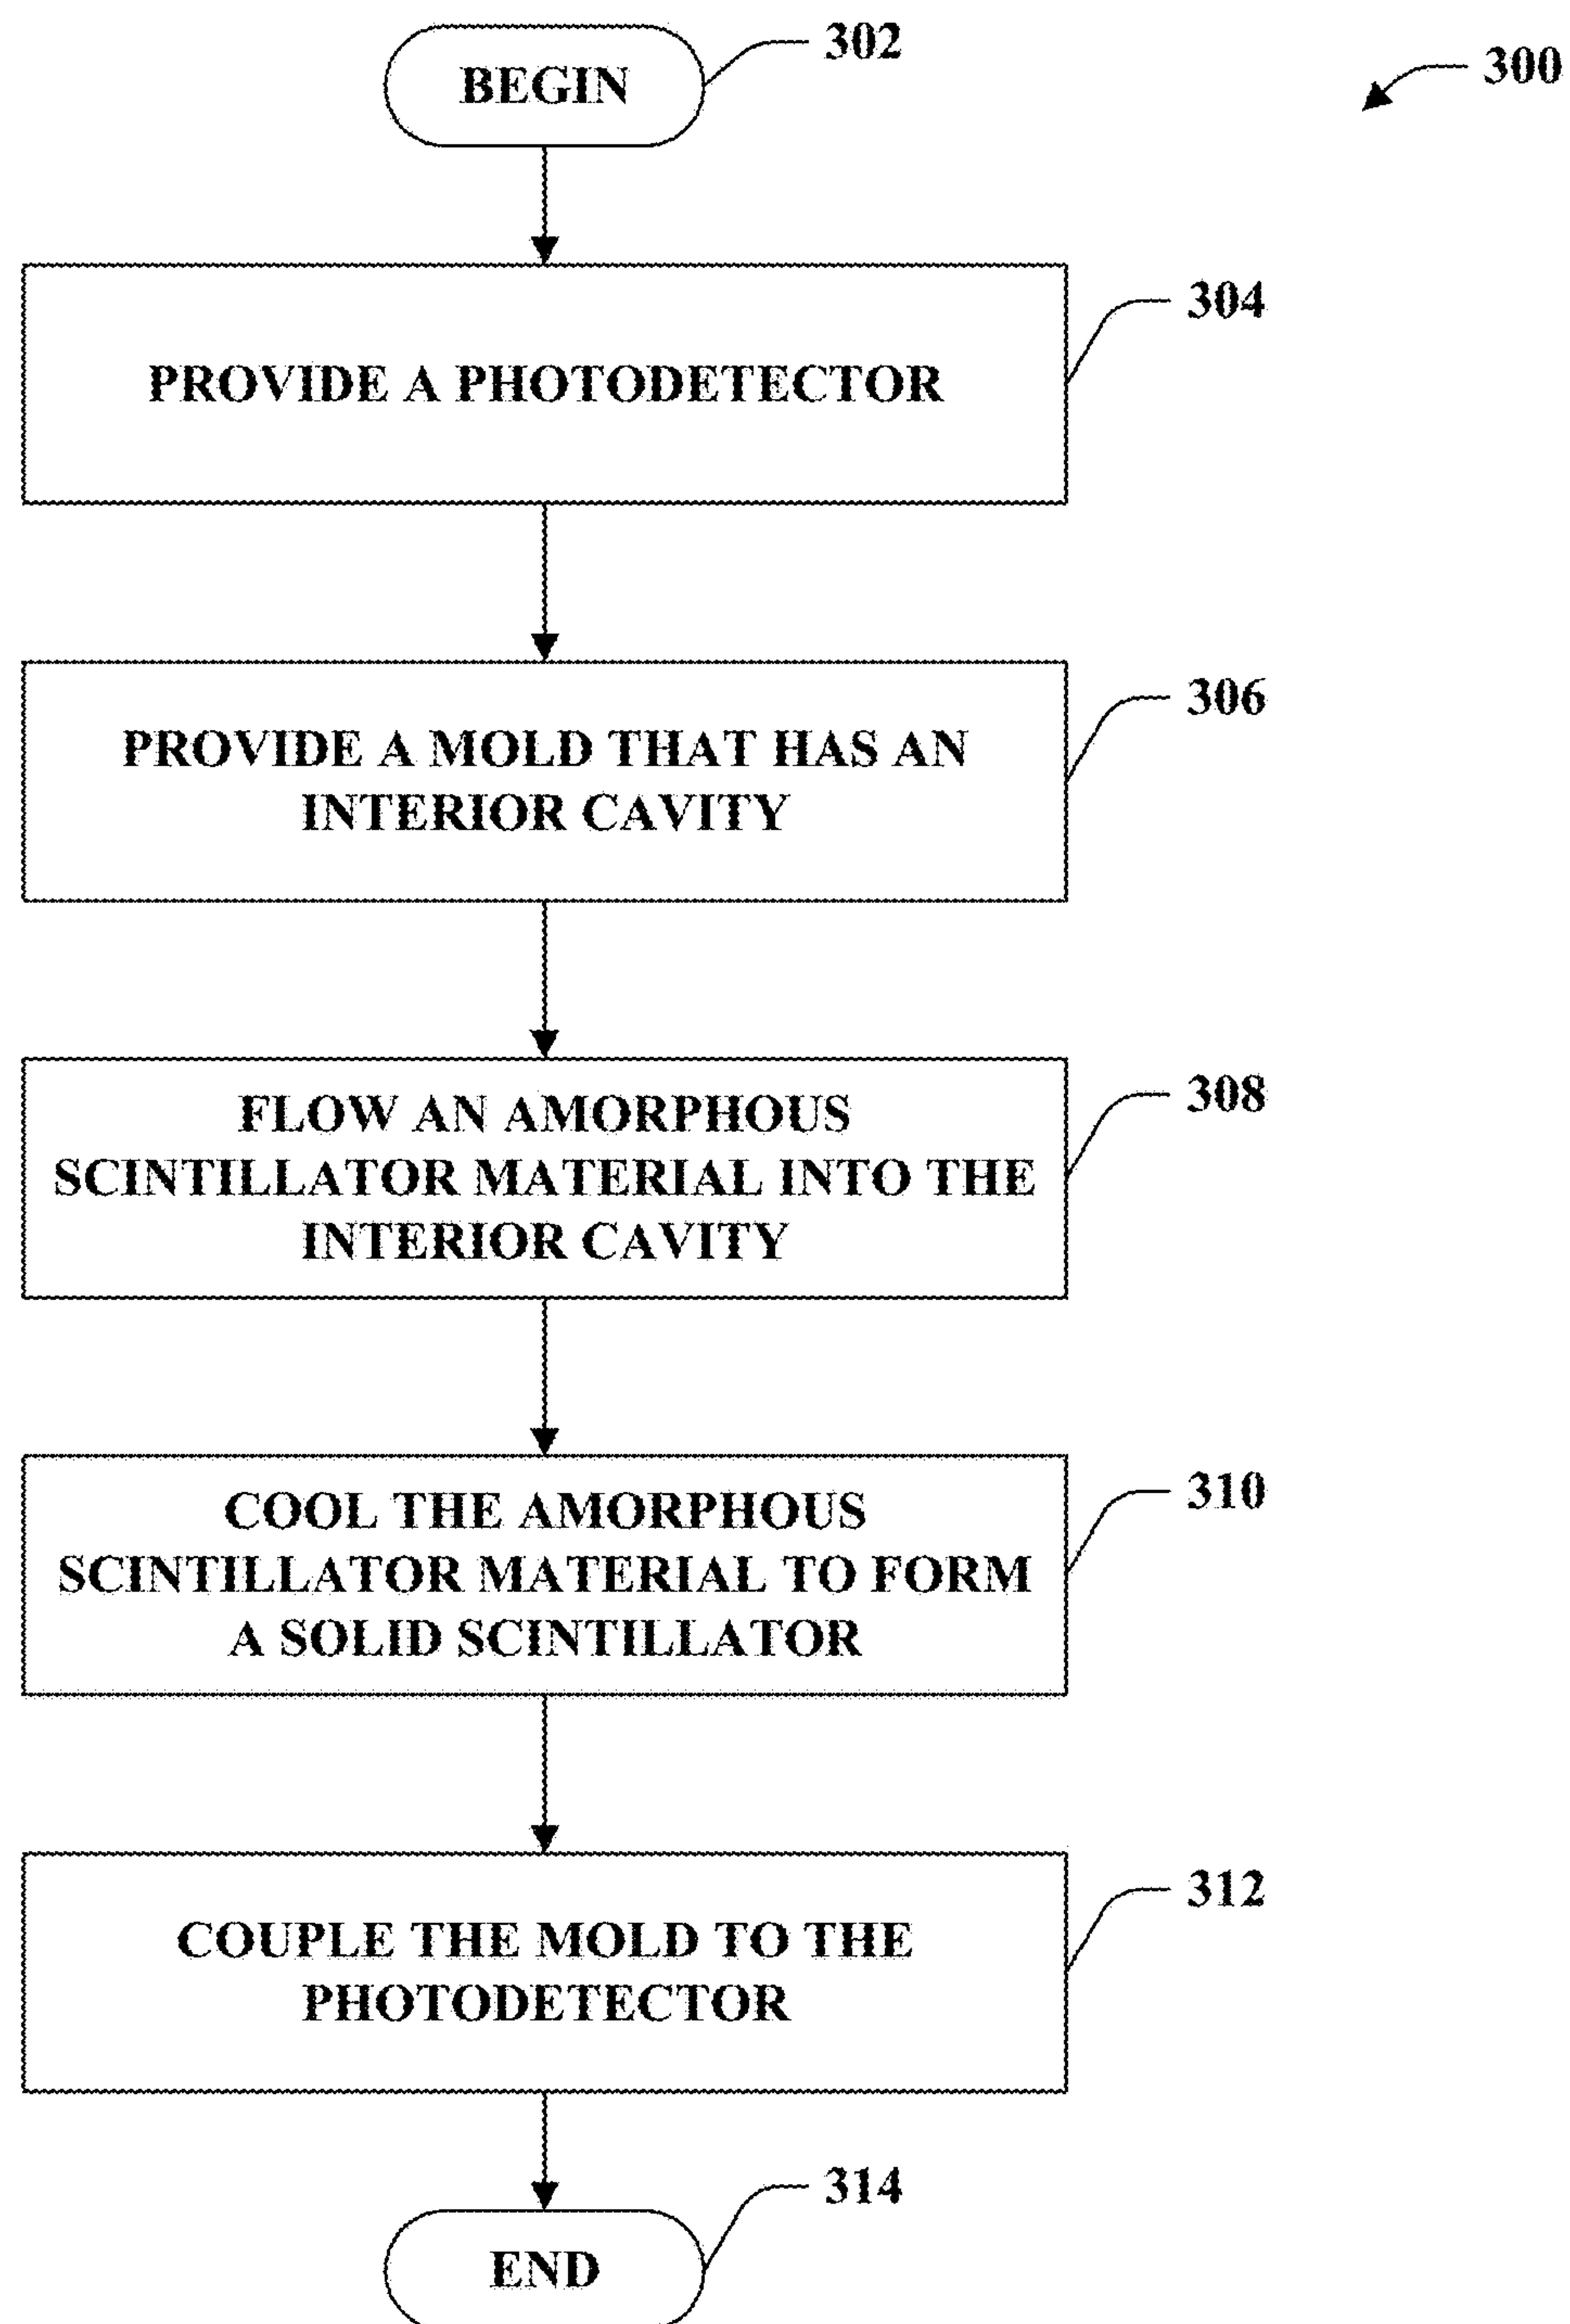 302
BEGIN
300
304
PROVIDE A PHOTODETECTOR
306
PROVIDE A MOLD THAT HAS AN
INTERIOR CAVITY
308
FLOW AN AMORPHOUS
SCINTILLATOR MATERIAL INTO THE
INTERIOR CAVITY
310
COOL THE AMORPHOUS
SCINTILLATOR MATERIAL TO FORM
A SOLID SCINTILLATOR
312
COUPLE THE MOLD TO THE
PHOTODETECTOR
314
END